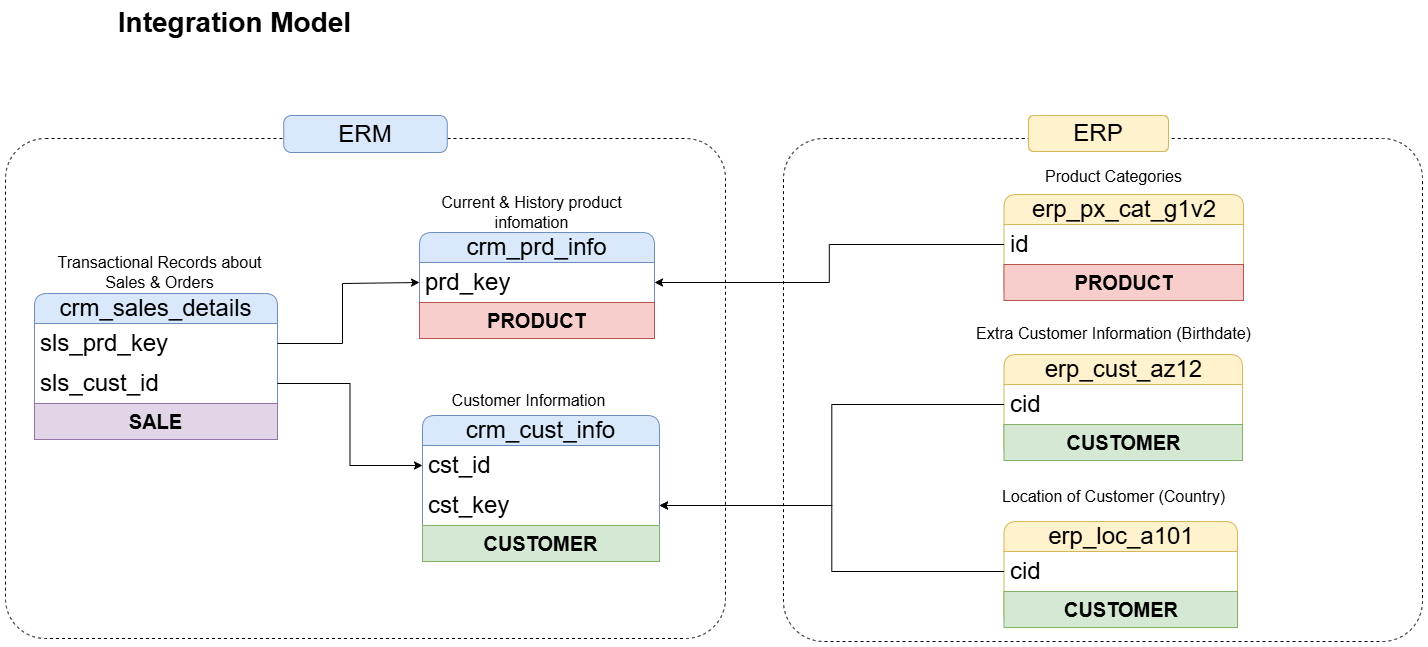 Integration Model
ERM
Transactional Records about
Sales & Orders
crm_sales_details
sls_prd_key
sls_cust_id
SALE
Current & History product
infomation
crm_prd_info
prd_key
PRODUCT
Customer Information
crm_cust_info
cst_id
cst_key
CUSTOMER
ERP
Product Categories
erp_px_cat_g1v2
id
PRODUCT
Extra Customer Information (Birthdate)
erp_cust_az12
cid
CUSTOMER
Location of Customer (Country)
erp_loc_a101
cid
CUSTOMER